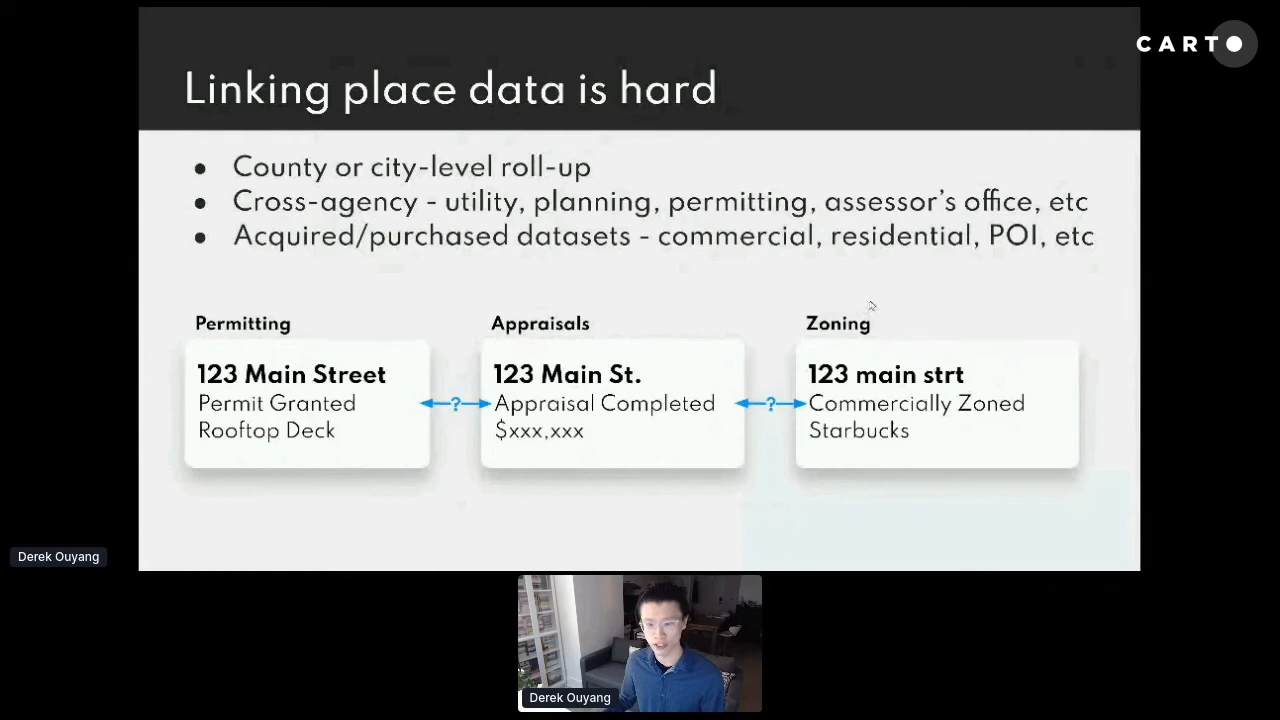 CARTO
Linking place data is hard
● County or city-level roll-up
● Cross-agency - utility, planning, permitting, assessor’s office, etc
● Acquired/purchased datasets - commercial, residential, POI, etc
Permitting
123 Main Street
Permit Granted
Rooftop Deck
?
Appraisals
123 Main St.
Appraisal Completed
$xxx,xxx
?
Zoning
123 main strt
Commercially Zoned
Starbucks
Derek Ouyang
Derek Ouyang